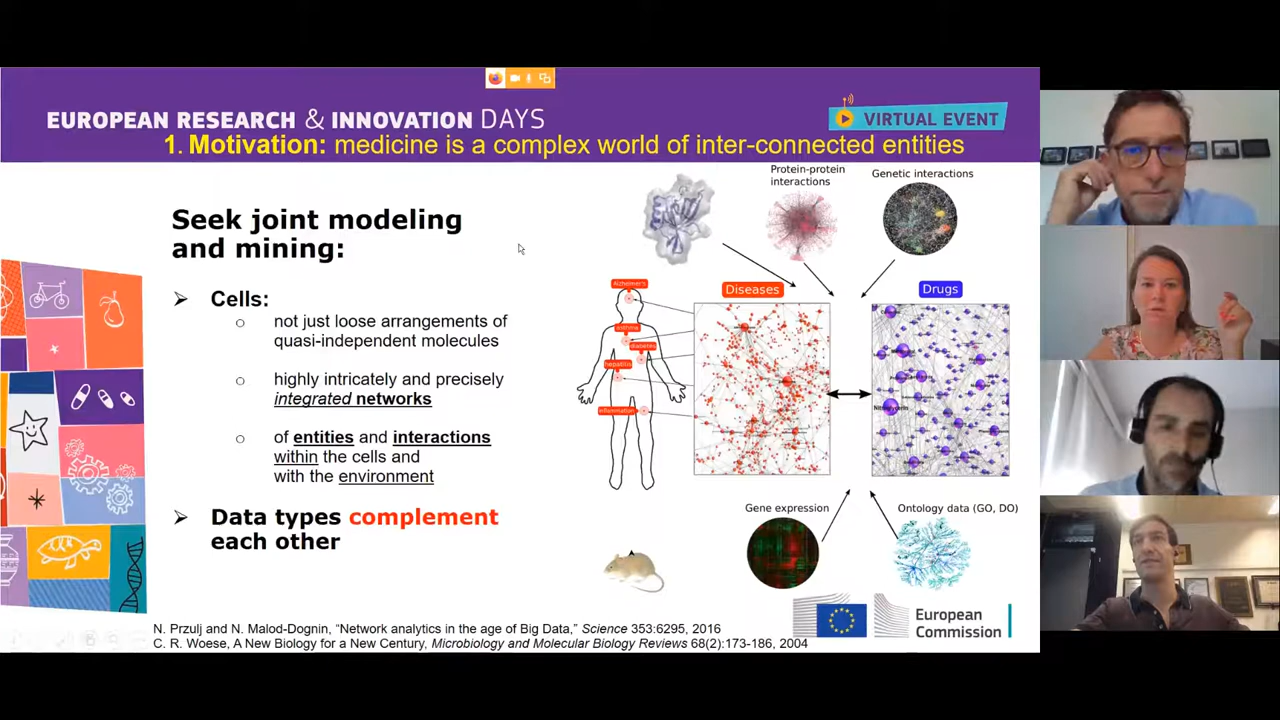 EUROPEAN RESEARCH & INNOVATION DAYS
VIRTUAL EVENT
1. Motivation: medicine is a complex world of inter-connected entities
Seek joint modeling
and mining:
Cells:
not just loose arrangements of
quasi-independent molecules
highly intricately and precisely
integrated networks
of entities and interactions
within the cells and
with the environment
Data types complement
each other
Protein-protein
interactions
Genetic interactions
Diseases
Drugs
Alzheimer's
asthma
diabetes
hepatitis
inflammation
Gene expression
Ontology data (GO, DO)
European
Commission
N. Przulj and N. Malod-Dognin, “Network analytics in the age of Big Data,” Science 353:6295, 2016
C. R. Woese, A New Biology for a New Century, Microbiology and Molecular Biology Reviews 68(2):173-186, 2004